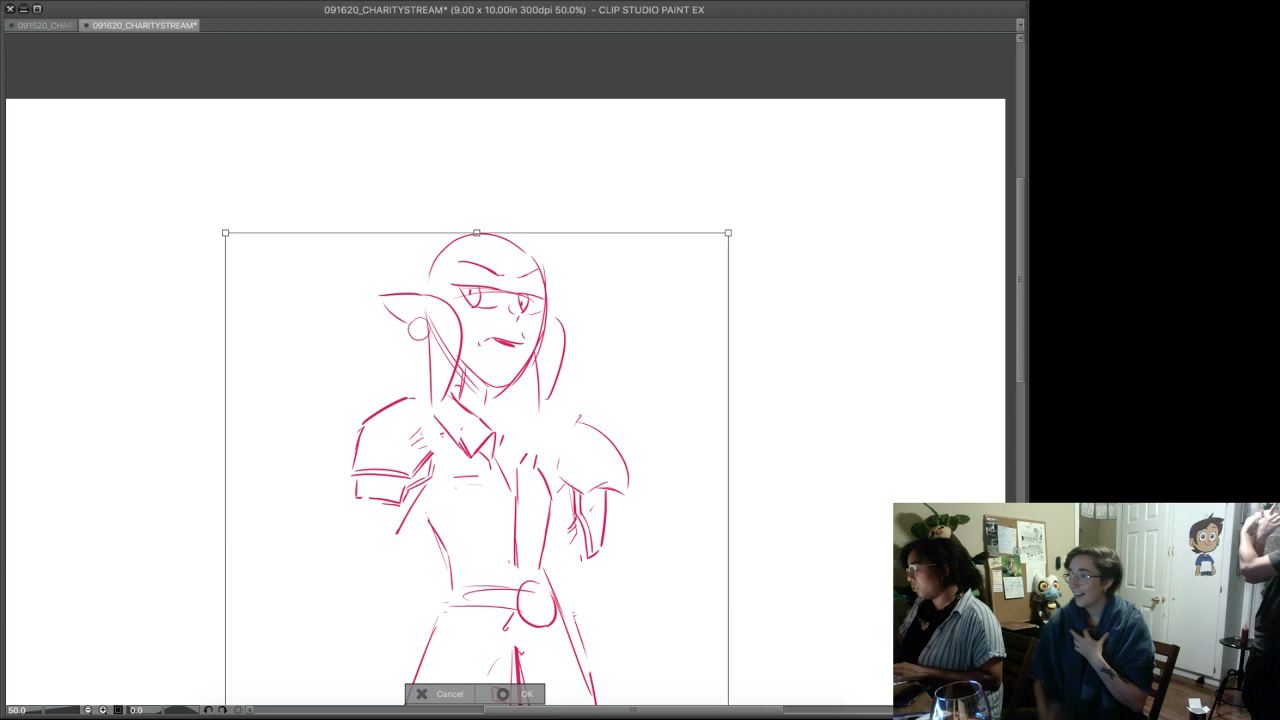 091620_CHARITYSTREAM* (9.00 x 10.00in 300dpi 50.0%) - CLIP STUDIO PAINT EX
091520_CHAR
091620_CHARITYSTREAM*
Cancel
OK
50.0
0.0